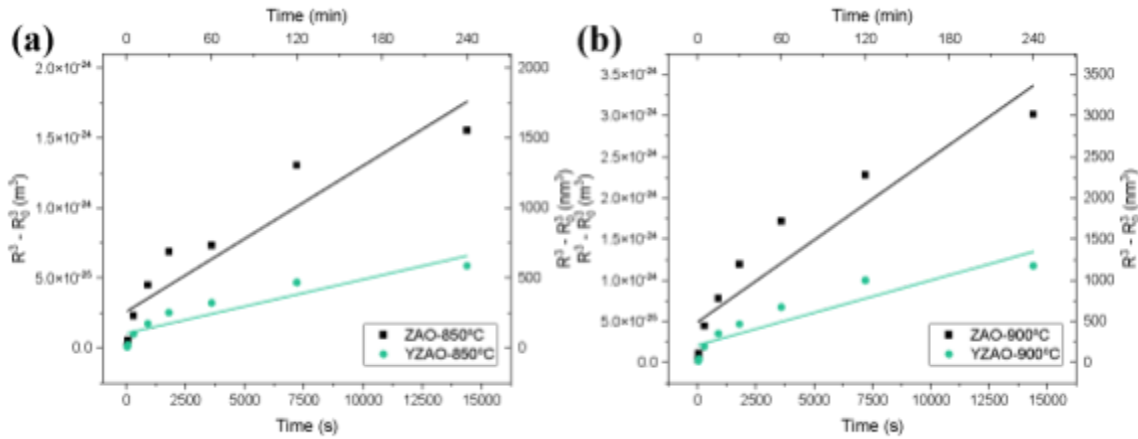 (a)
Time (min)
0 60 120 180 240
2.0×10⁻²⁴
1.5×10⁻²⁴
1.0×10⁻²⁴
5.0×10⁻²⁵
0.0
R³ - R₀³ (m³)
2000
1500
1000
500
0
R³ - R₀³ (nm³)
ZAO-850ºC
YZAO-850ºC
0 2500 5000 7500 10000 12500 15000
Time (s)
(b)
Time (min)
0 60 120 180 240
3.5×10⁻²⁴
3.0×10⁻²⁴
2.5×10⁻²⁴
2.0×10⁻²⁴
1.4×10⁻²⁴
1.0×10⁻²⁴
5.0×10⁻²⁵
0.0
R³ - R₀³ (m³)
3500
3000
2500
2000
1500
1000
500
0
R³ - R₀³ (nm³)
ZAO-900ºC
YZAO-900ºC
0 2500 5000 7500 10000 12500 15000
Time (s)